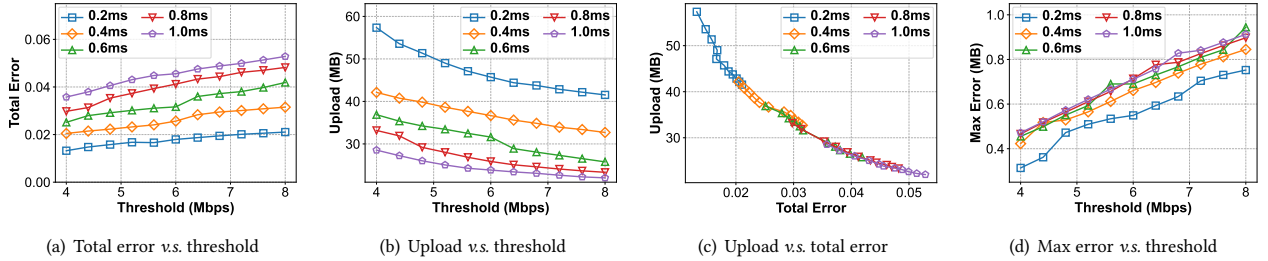 0.2ms 0.8ms
0.4ms 1.0ms
0.6ms
0.06
0.04
0.02
0.00
Total Error
4 5 6 7 8
Threshold (Mbps)
(a) Total error v.s. threshold
0.2ms 0.8ms
0.4ms 1.0ms
0.6ms
60
50
40
30
Upload (MB)
4 5 6 7 8
Threshold (Mbps)
(b) Upload v.s. threshold
0.2ms 0.8ms
0.4ms 1.0ms
0.6ms
50
40
30
Upload (MB)
0.02 0.03 0.04 0.05
Total Error
(c) Upload v.s. total error
0.2ms 0.8ms
0.4ms 1.0ms
0.6ms
1.0
0.8
0.6
0.4
Max Error (MB)
4 5 6 7 8
Threshold (Mbps)
(d) Max error v.s. threshold